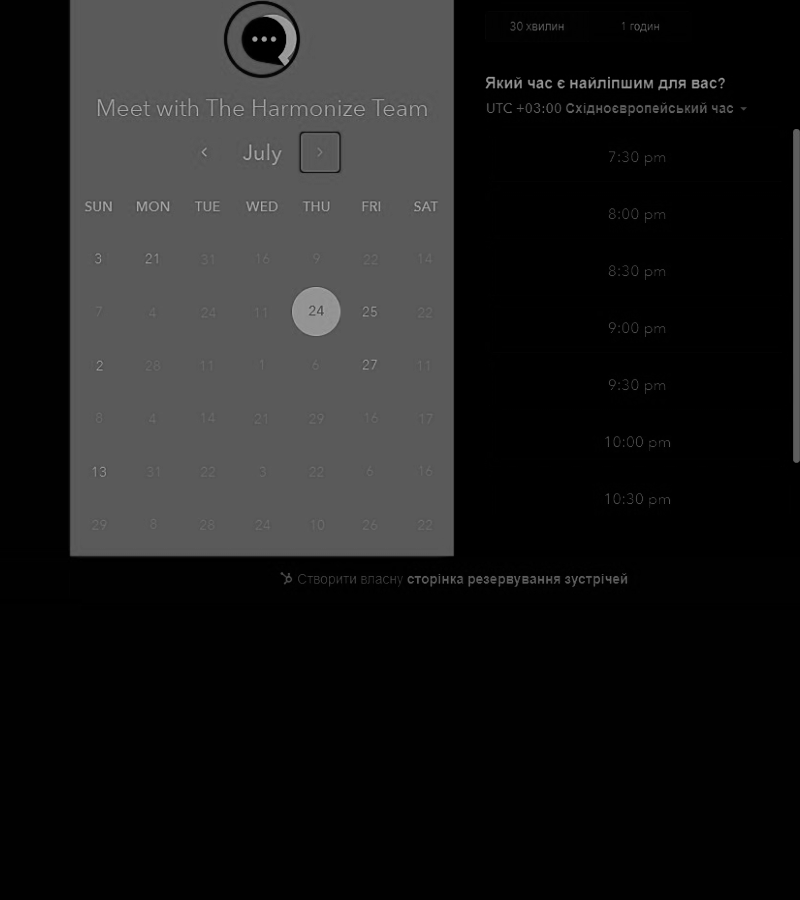 Meet with The Harmonize Team
July
SUN MON TUE WED THU FRI SAT
3 21 31 16 9 22 14
7 4 24 11 24 25 22
2 28 11 1 6 27 11
8 4 14 21 29 16 17
13 31 22 3 22 6 16
29 8 28 24 10 26 22
30 хвилин 1 годин
Який час є найліпшим для вас?
UTC +03:00 Східноєвропейський час
7:30 pm
8:00 pm
8:30 pm
9:00 pm
9:30 pm
10:00 pm
10:30 pm
Створити власну сторінка резервування зустрічей